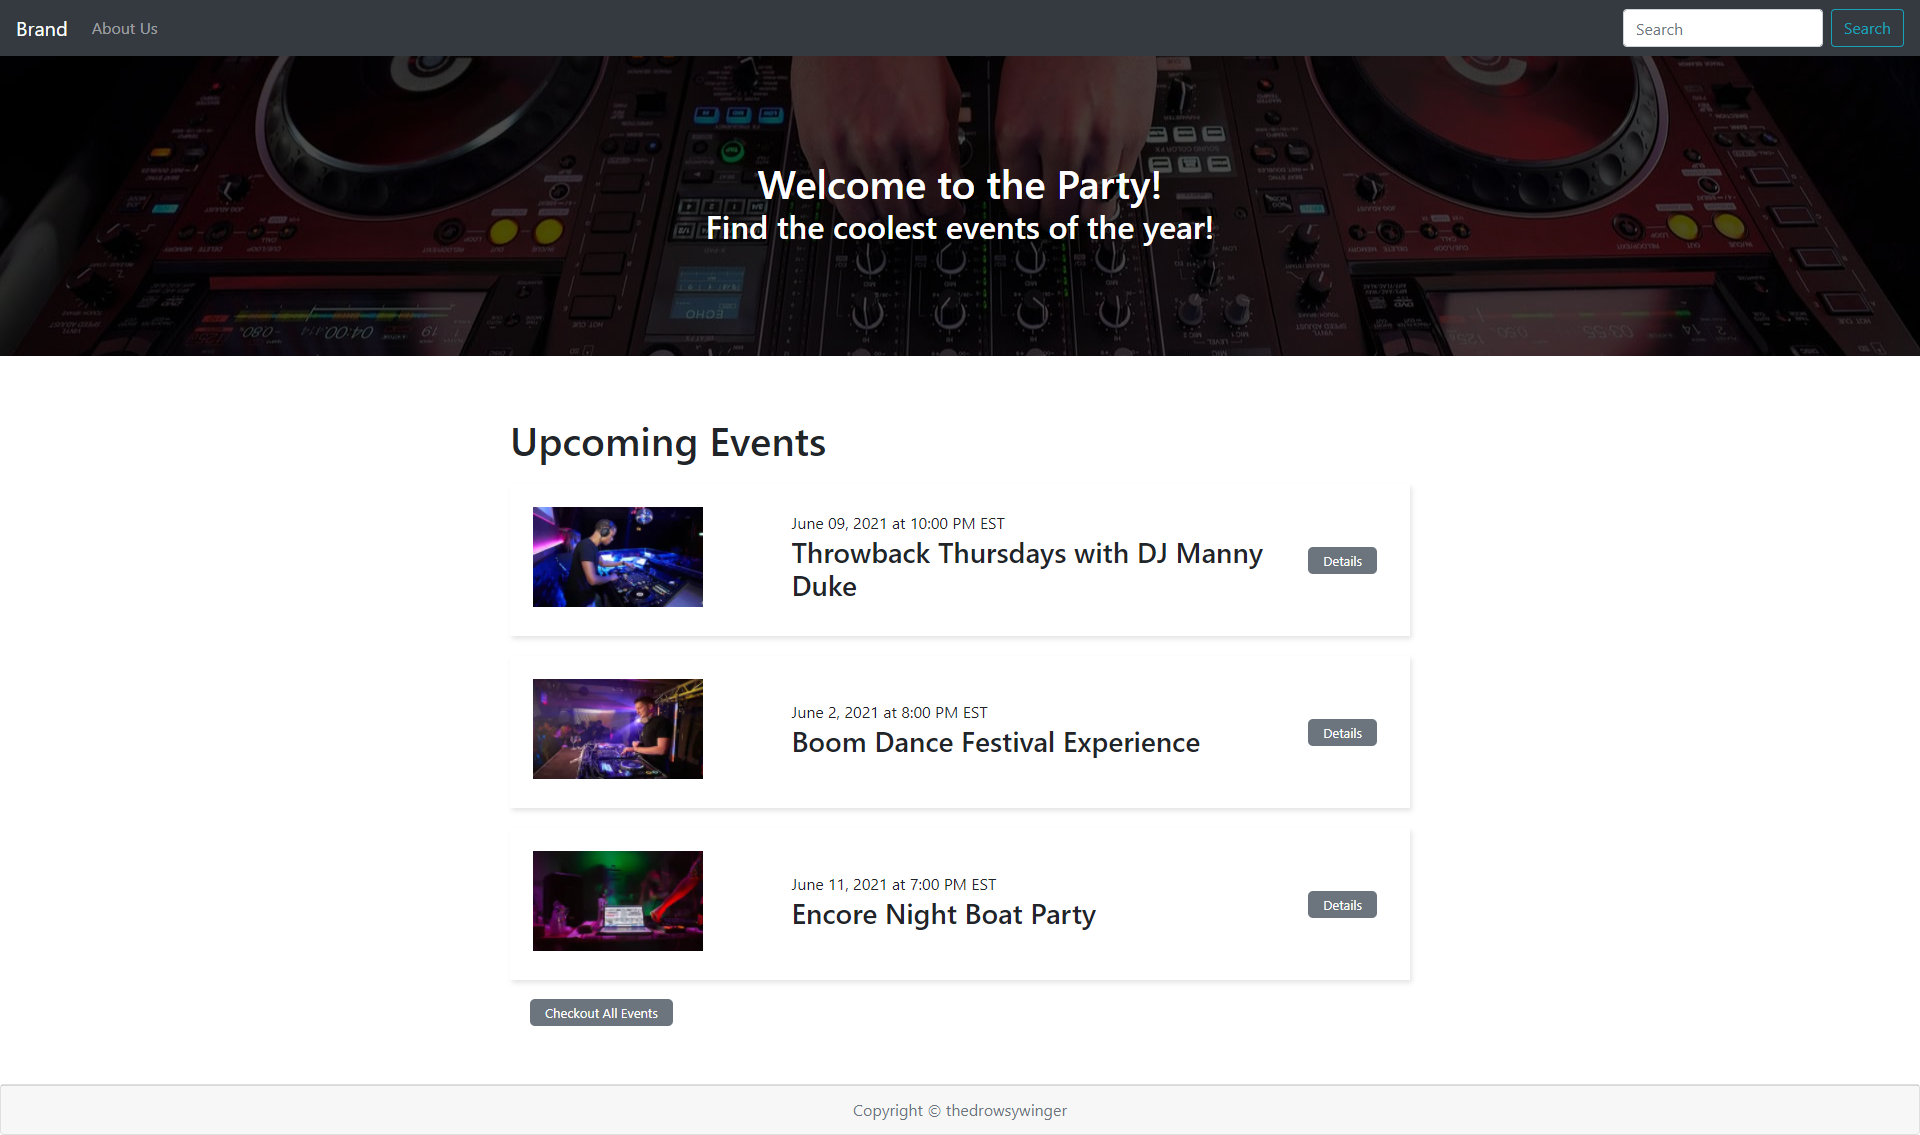 Brand About Us Search Search
Welcome to the Party!
Find the coolest events of the year!
Upcoming Events
June 09, 2021 at 10:00 PM EST
Throwback Thursdays with DJ Manny
Duke
Details
June 2, 2021 at 8:00 PM EST
Boom Dance Festival Experience
Details
June 11, 2021 at 7:00 PM EST
Encore Night Boat Party
Details
Checkout All Events
Copyright © thedrowsywinger